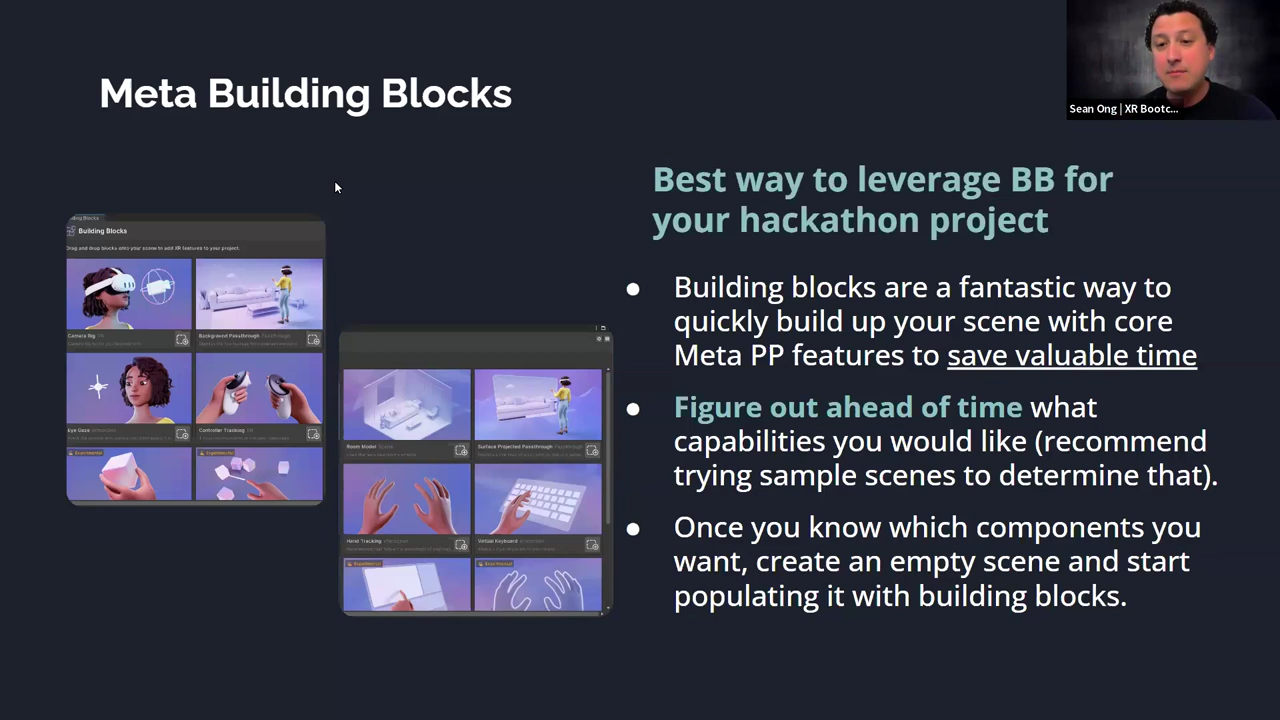 Meta Building Blocks
Sean Ong | XR Bootc...
Best way to leverage BB for
your hackathon project
● Building blocks are a fantastic way to
quickly build up your scene with core
Meta PP features to save valuable time
● Figure out ahead of time what
capabilities you would like (recommend
trying sample scenes to determine that).
● Once you know which components you
want, create an empty scene and start
populating it with building blocks.
Building Blocks
Drag and drop blocks onto your scene to add XR features to your project.
Camera Rig
Background Passthrough
Eye Gaze
Controller Tracking
Experimental
Experimental
Room Model
Surface Projected Passthrough
Hand Tracking
Virtual Keyboard
Experimental
Experimental